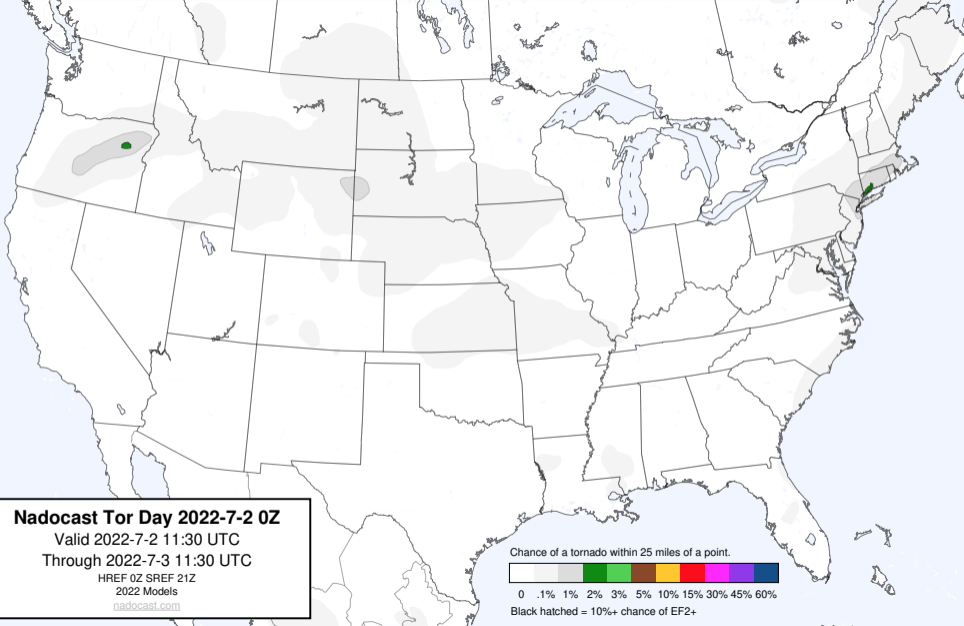 Nadocast Tor Day 2022-7-2 0Z
Valid 2022-7-2 11:30 UTC
Through 2022-7-3 11:30 UTC
HREF 0Z SREF 21Z
2022 Models
nadocast.com
Chance of a tornado within 25 miles of a point.
0 .1% 1% 2% 3% 5% 10% 15% 30% 45% 60%
Black hatched = 10%+ chance of EF2+